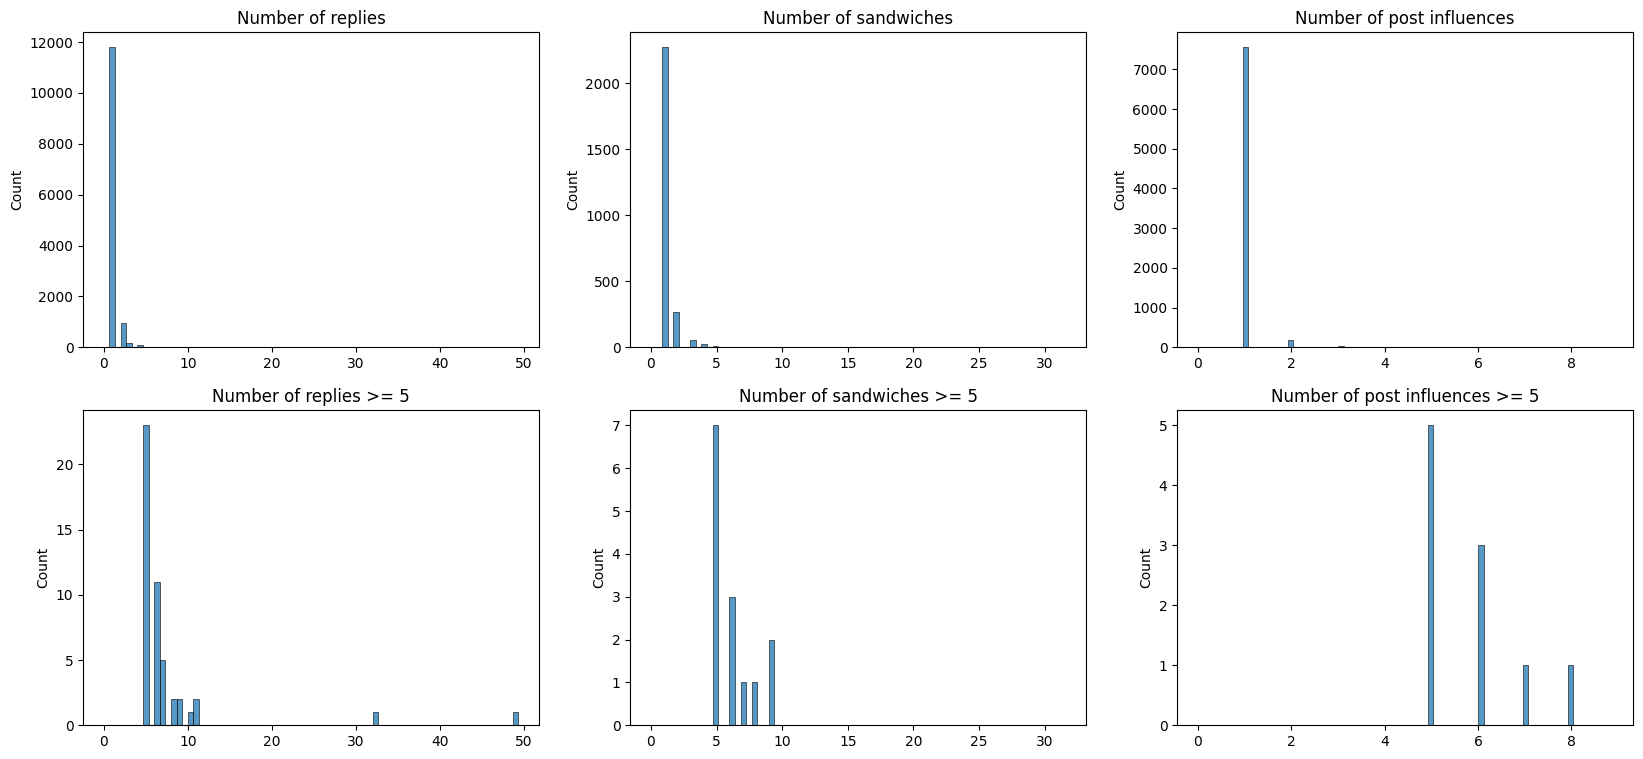 Number of replies
12000
10000
8000
6000
4000
2000
0
Count
0 10 20 30 40 50
Number of sandwiches
2000
1500
1000
500
0
Count
0 5 10 15 20 25 30
Number of post influences
7000
6000
5000
4000
3000
2000
1000
0
Count
0 2 4 6 8
Number of replies >= 5
20
15
10
5
0
Count
0 10 20 30 40 50
Number of sandwiches >= 5
7
6
5
4
3
2
1
0
Count
0 5 10 15 20 25 30
Number of post influences >= 5
5
4
3
2
1
0
Count
0 2 4 6 8